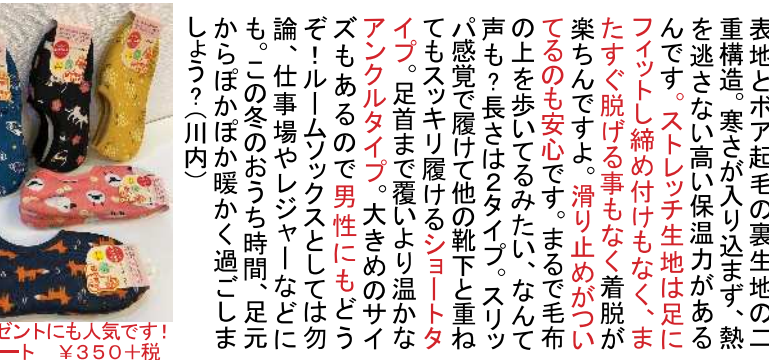 表地とボア起毛の裏生地の二
重構造。寒さが入り込まず、熱
を逃さない高い保温力がある
んです。ストレッチ生地は足に
フィットし締め付けもなく、ま
たすぐ脱げる事もなく着脱が
楽ちんですよ。滑り止めがつい
てるのも安心です。まるで毛布
の上を歩いてるみたい、なんて
声も?長さは2タイプ。スリッ
パ感覚で履けて他の靴下と重ね
てもスッキリ履けるショートタ
イプ。足首まで覆いより温かな
アンクルタイプ。大きめのサイ
ズもあるので男性にもどう
ぞ!ルームソックスとしては勿
論、仕事場やレジャーなどに
も。この冬のおうち時間、足元
からぽかぽか暖かく過ごしま
しょう?(川内)
ゼントにも人気です!
ート ¥350+税